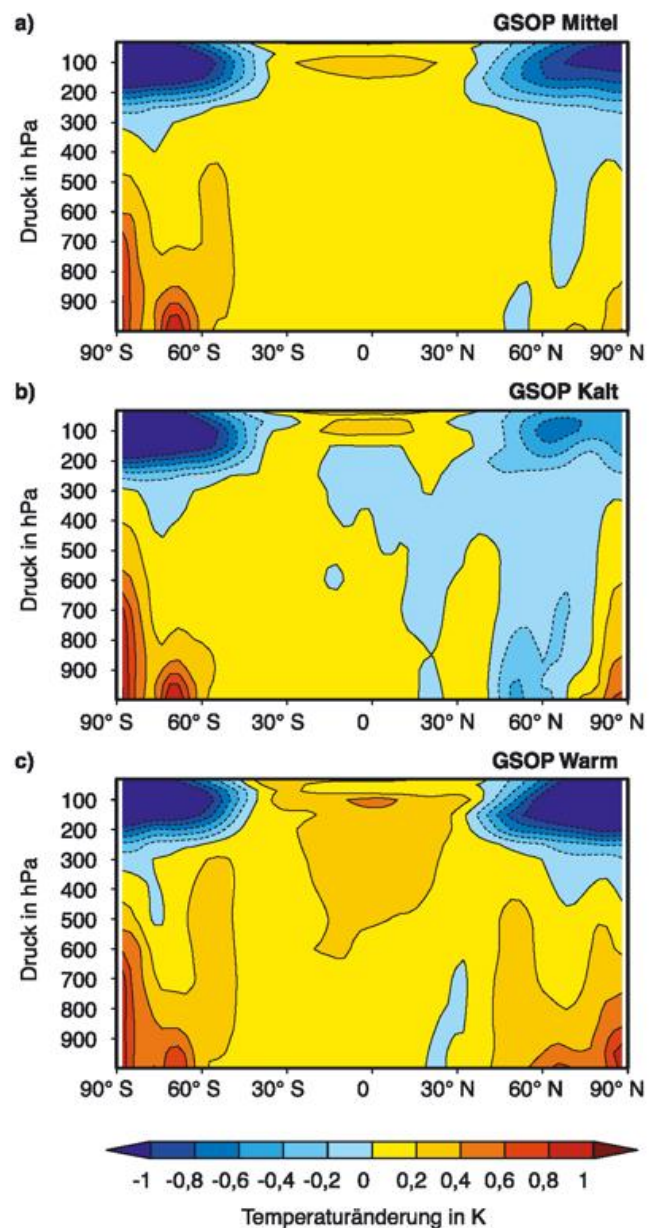 a) GSOP Mittel
100
200
300
400
500
600
700
800
900
Druck in hPa
90° S 60° S 30° S 0 30° N 60° N 90° N
b) GSOP Kalt
100
200
300
400
500
600
700
800
900
Druck in hPa
90° S 60° S 30° S 0 30° N 60° N 90° N
c) GSOP Warm
100
200
300
400
500
600
700
800
900
Druck in hPa
90° S 60° S 30° S 0 30° N 60° N 90° N
-1 -0,8 -0,6 -0,4 -0,2 0 0,2 0,4 0,6 0,8 1
Temperaturänderung in K